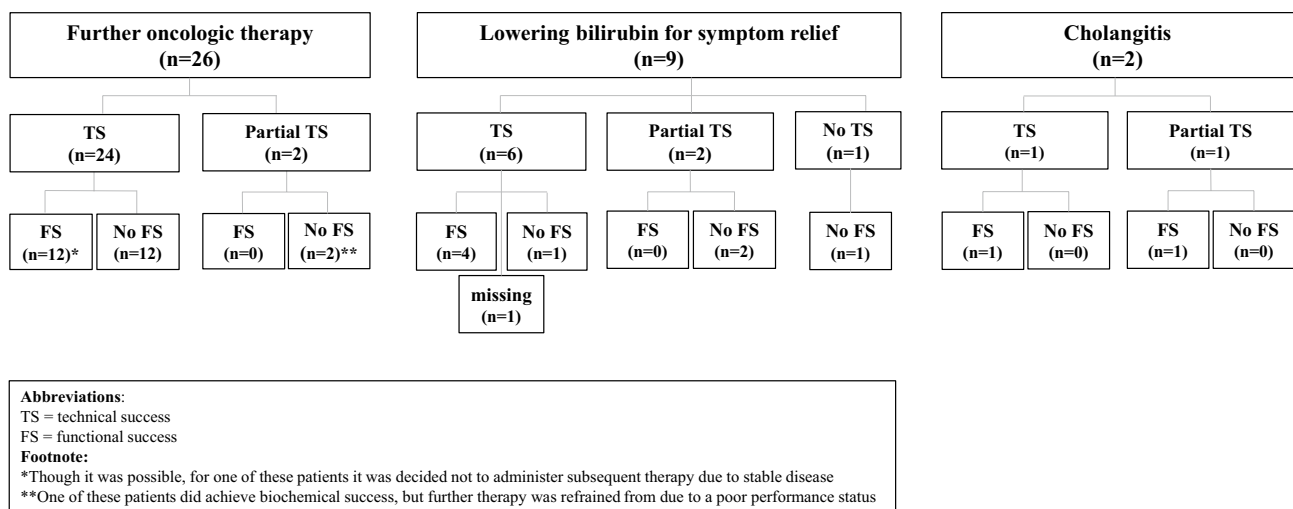 Further oncologic therapy
(n=26)
Lowering bilirubin for symptom relief
(n=9)
Cholangitis
(n=2)
TS
(n=24)
Partial TS
(n=2)
TS
(n=6)
Partial TS
(n=2)
No TS
(n=1)
TS
(n=1)
Partial TS
(n=1)
FS
(n=12)*
No FS
(n=12)
FS
(n=0)
No FS
(n=2)**
FS
(n=4)
No FS
(n=1)
FS
(n=0)
No FS
(n=2)
No FS
(n=1)
FS
(n=1)
No FS
(n=0)
FS
(n=1)
No FS
(n=0)
missing
(n=1)
Abbreviations:
TS = technical success
FS = functional success
Footnote:
*Though it was possible, for one of these patients it was decided not to administer subsequent therapy due to stable disease
**One of these patients did achieve biochemical success, but further therapy was refrained from due to a poor performance status